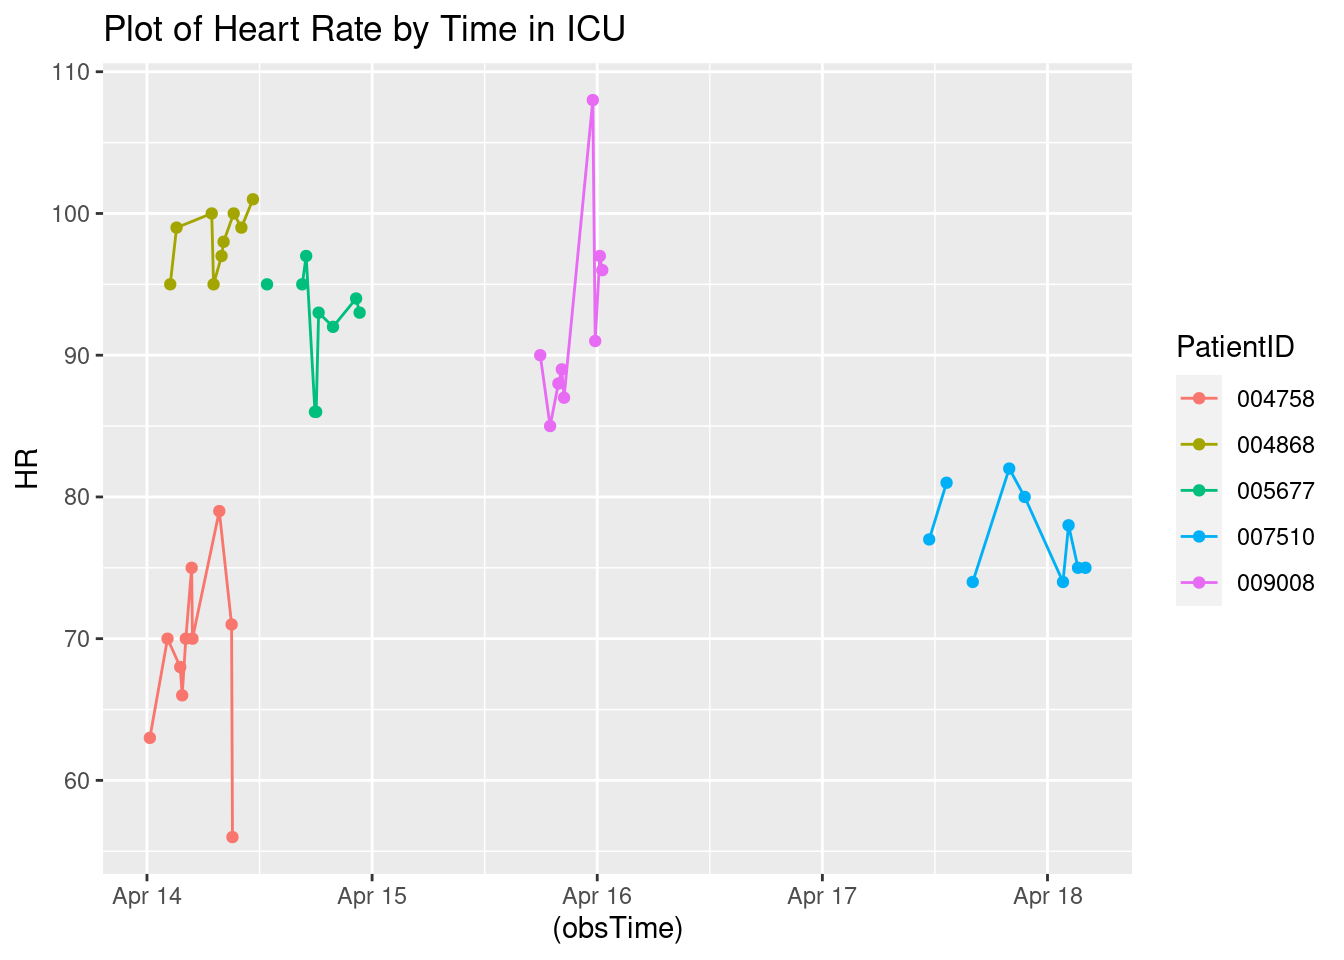 Plot of Heart Rate by Time in ICU
110
100
90
80
70
60
HR
Apr 14
Apr 15
Apr 16
Apr 17
Apr 18
(obsTime)
PatientID
004758
004868
005677
007510
009008